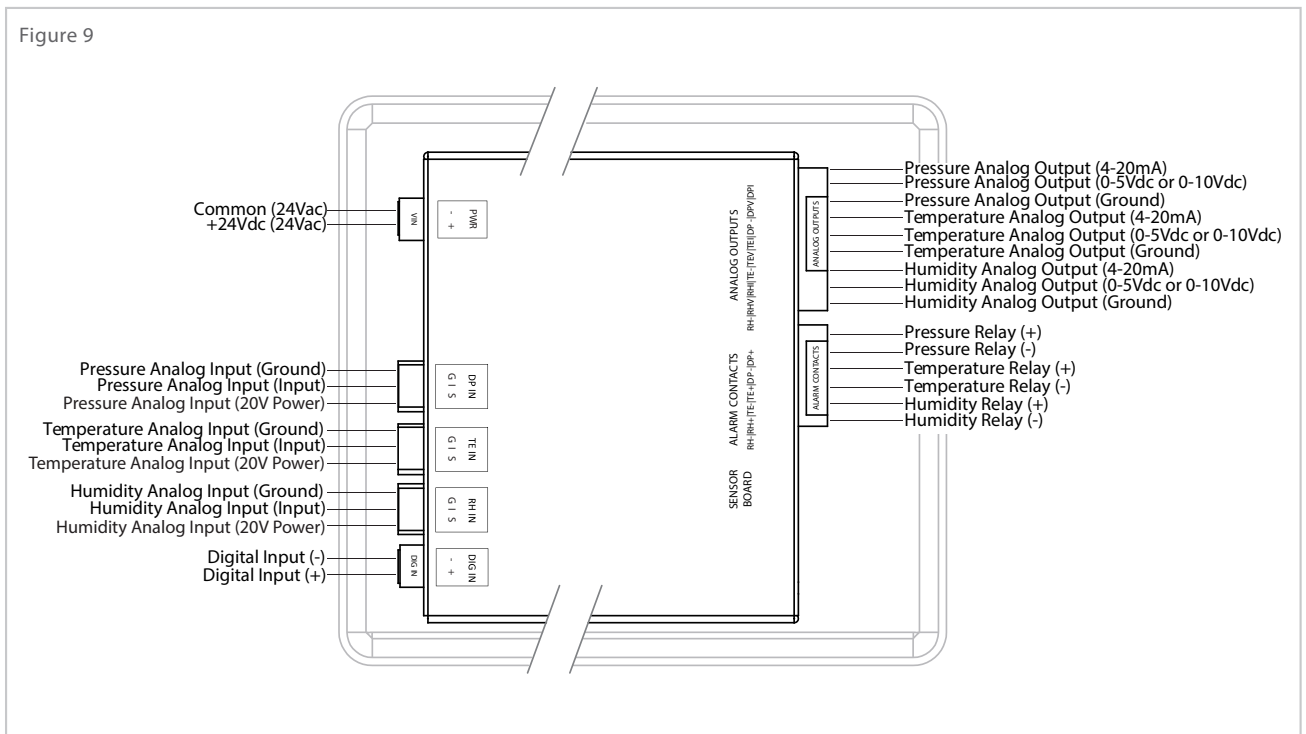 Figure 9
Common (24Vac)
+24Vdc (24Vac)
Pressure Analog Input (Ground)
Pressure Analog Input (Input)
Pressure Analog Input (20V Power)
Temperature Analog Input (Ground)
Temperature Analog Input (Input)
Temperature Analog Input (20V Power)
Humidity Analog Input (Ground)
Humidity Analog Input (Input)
Humidity Analog Input (20V Power)
Digital Input (-)
Digital Input (+)
VIN
PWR
- +
DP IN
G I S
TE IN
G I S
RH IN
G I S
DIG IN
DIG IN
- +
ANALOG OUTPUTS
RH-|RHV|RHI|TE-|TEV|TEI|DP-|DPV|DPI
ALARM CONTACTS
RH-|RH+|TE-|TE+|DP-|DP+
SENSOR
BOARD
ANALOG OUTPUTS
ALARM CONTACTS
Pressure Analog Output (4-20mA)
Pressure Analog Output (0-5Vdc or 0-10Vdc)
Pressure Analog Output (Ground)
Temperature Analog Output (4-20mA)
Temperature Analog Output (0-5Vdc or 0-10Vdc)
Temperature Analog Output (Ground)
Humidity Analog Output (4-20mA)
Humidity Analog Output (0-5Vdc or 0-10Vdc)
Humidity Analog Output (Ground)
Pressure Relay (+)
Pressure Relay (-)
Temperature Relay (+)
Temperature Relay (-)
Humidity Relay (+)
Humidity Relay (-)